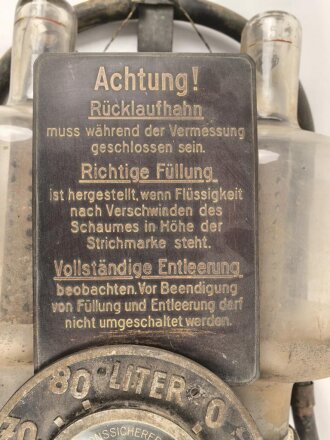 Achtung!
Rücklaufhahn
muss während der Vermessung
geschlossen sein.
Richtige Füllung
ist hergestellt, wenn Flüssigkeit
nach Verschwinden des
Schaumes in Höhe der
Strichmarke steht.
Vollständige Entleerung
beobachten. Vor Beendigung
von Füllung und Entleerung darf
nicht umgeschaltet werden.
80 LITER 0